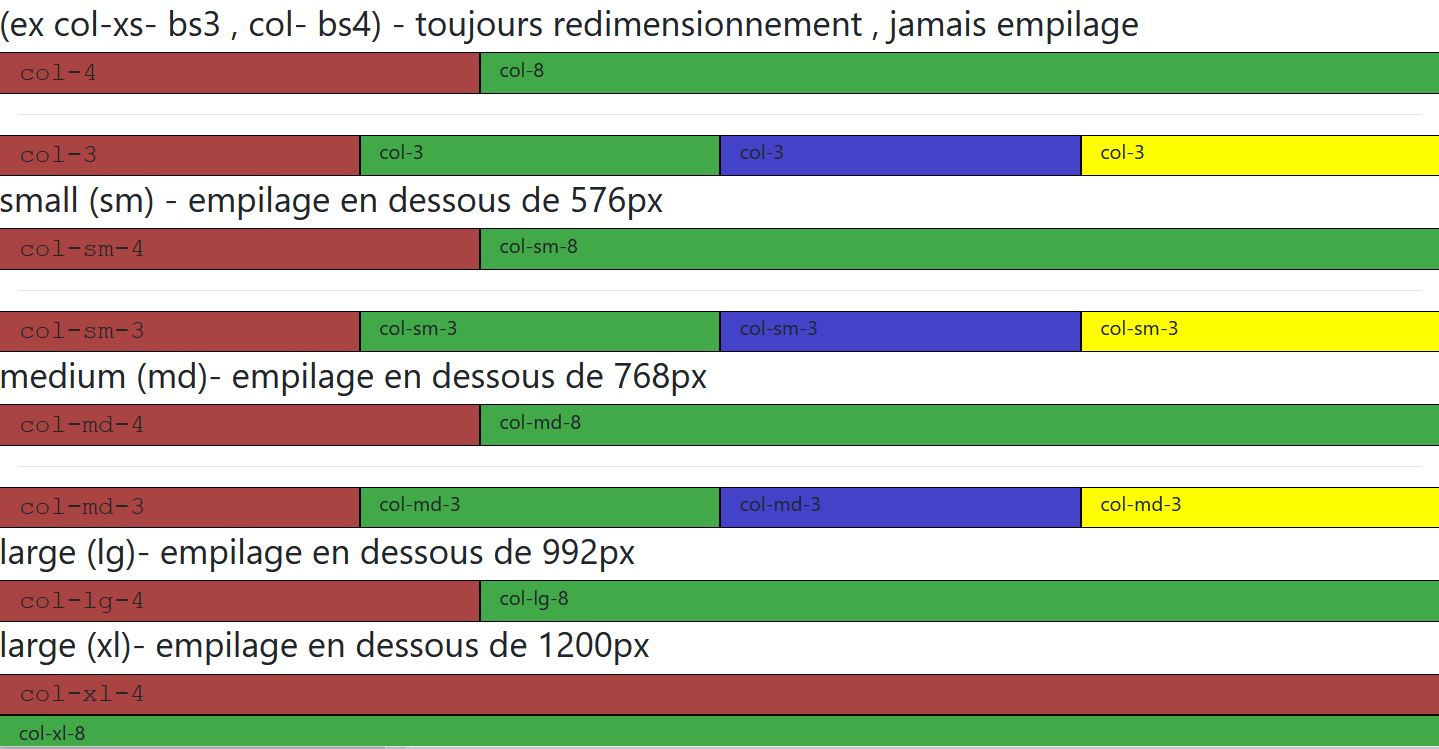 (ex col-xs- bs3 , col- bs4) - toujours redimensionnement , jamais empilage
col-4 col-8
col-3 col-3 col-3 col-3
small (sm) - empilage en dessous de 576px
col-sm-4 col-sm-8
col-sm-3 col-sm-3 col-sm-3 col-sm-3
medium (md)- empilage en dessous de 768px
col-md-4 col-md-8
col-md-3 col-md-3 col-md-3 col-md-3
large (lg)- empilage en dessous de 992px
col-lg-4 col-lg-8
large (xl)- empilage en dessous de 1200px
col-xl-4
col-xl-8